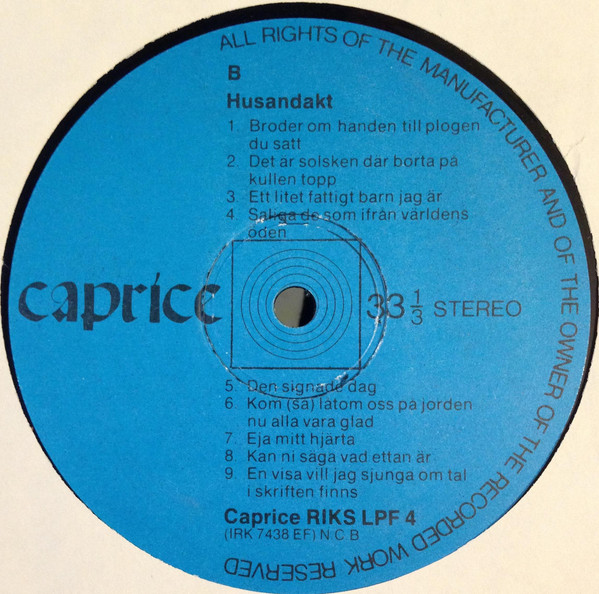 ALL RIGHTS OF THE MANUFACTURER AND OF THE OWNER OF THE RECORDED WORK RESERVED
B
Husandakt
1. Broder om handen till plogen
du satt
2. Det är solsken där borta på
kullen topp
3. Ett litet fattigt barn jag är
4. Saliga de som ifrån världens
öden
caprice
33 1/3 STEREO
5. Den signade dag
6. Kom (så) låtom oss på jorden
nu alla vara glad
7. Eja mitt hjärta
8. Kan ni säga vad ettan är
9. En visa vill jag sjunga om tal
i skriften finns
Caprice RIKS LPF 4
(IRK 7438 EF) N.C.B.